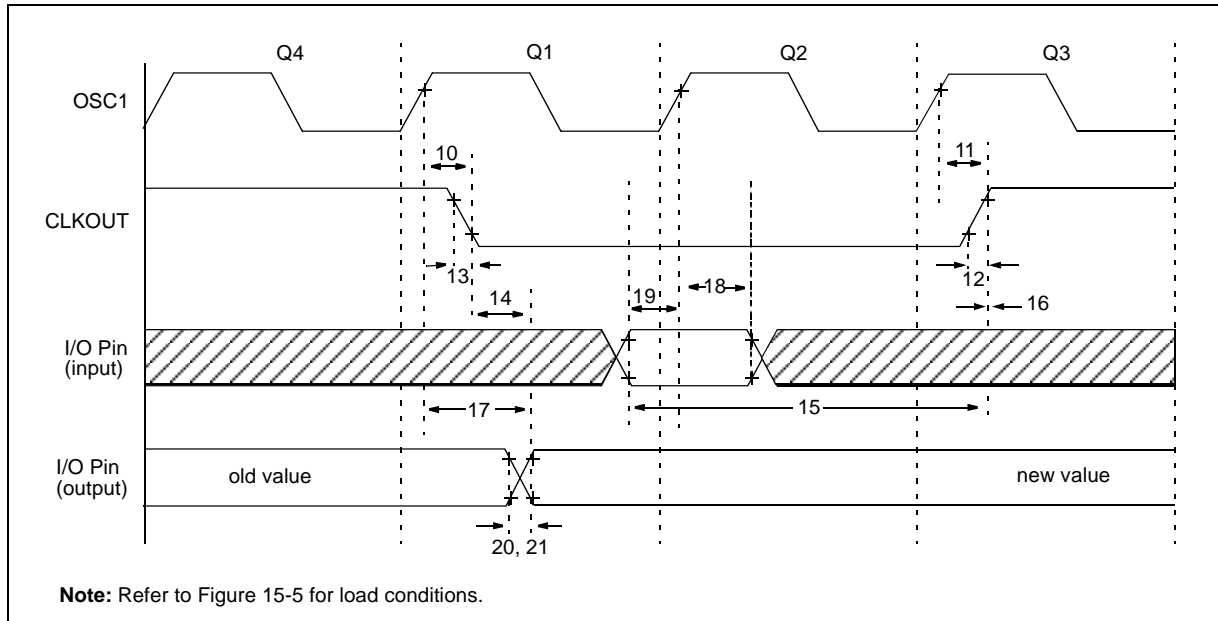 Q4 Q1 Q2 Q3
OSC1
10 11
CLKOUT
13 12
14 19 18 16
I/O Pin
(input)
17 15
I/O Pin
(output)
old value new value
20, 21
Note: Refer to Figure 15-5 for load conditions.